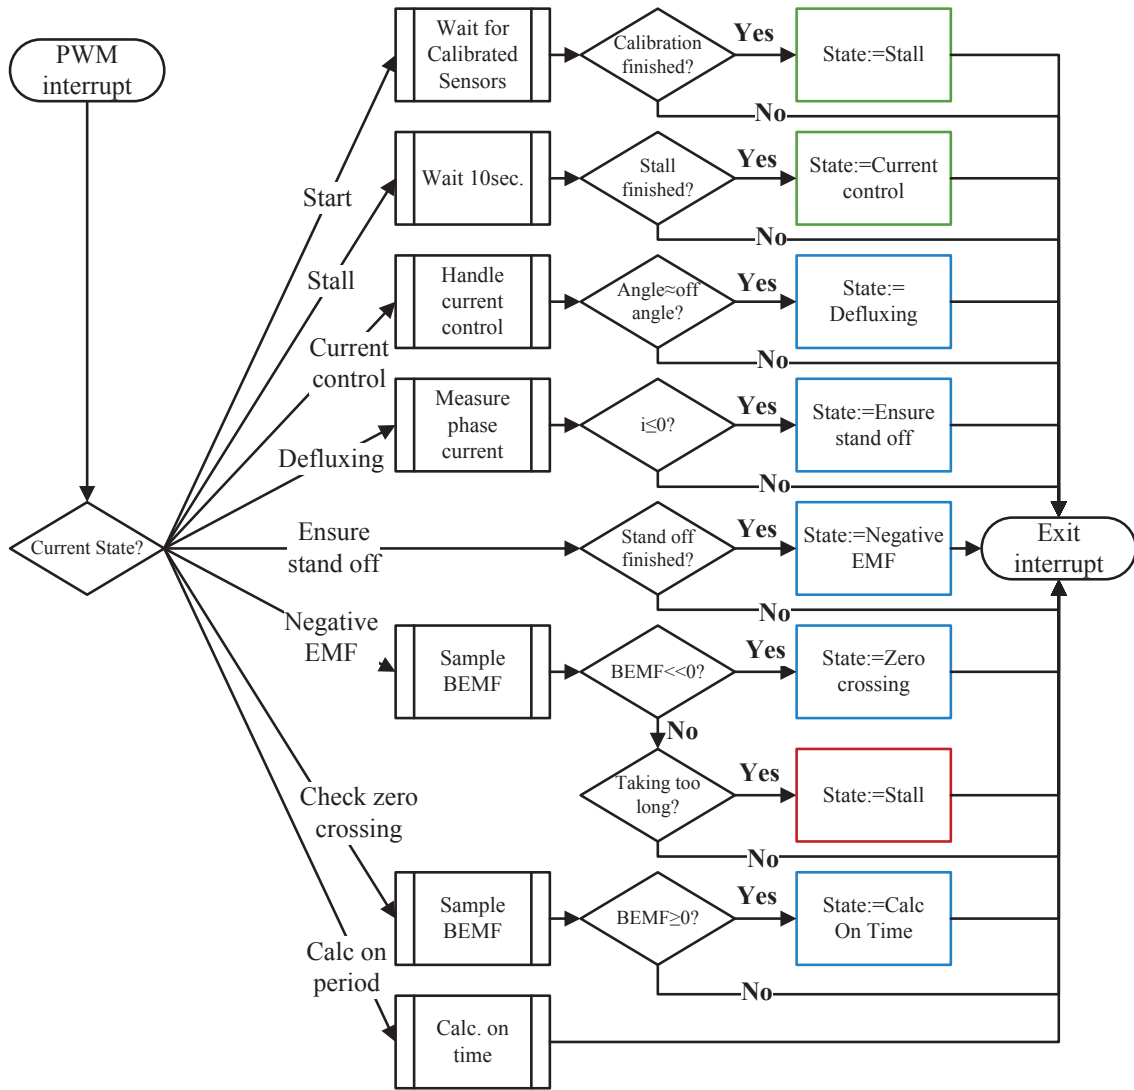 PWM
interrupt
Current State?
Start
Wait for
Calibrated
Sensors
Calibration
finished?
Yes
State:=Stall
No
Stall
Wait 10sec.
Stall
finished?
Yes
State:=Current
control
No
Current
control
Handle
current
control
Angle≈off
angle?
Yes
State:=
Defluxing
No
Defluxing
Measure
phase
current
i≤0?
Yes
State:=Ensure
stand off
No
Ensure
stand off
Stand off
finished?
Yes
State:=Negative
EMF
No
Exit
interrupt
Negative
EMF
Sample
BEMF
BEMF<<0?
Yes
State:=Zero
crossing
No
Taking too
long?
Yes
State:=Stall
No
Check zero
crossing
Sample
BEMF
BEMF≥0?
Yes
State:=Calc
On Time
No
Calc on
period
Calc. on
time